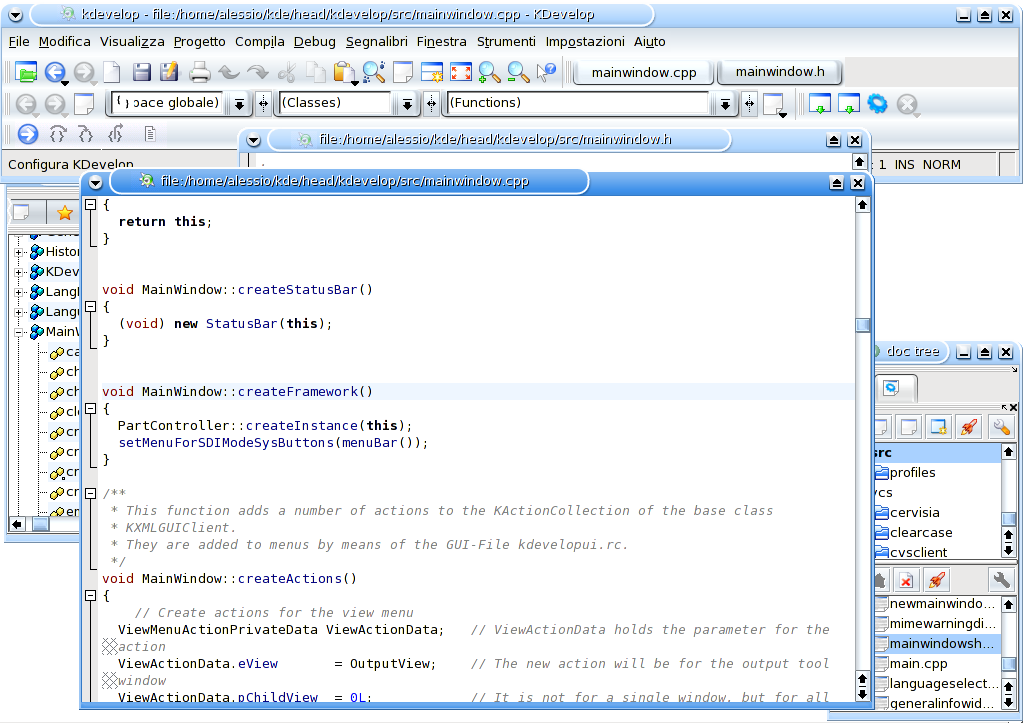 kdevelop - file:/home/alessio/kde/head/kdevelop/src/mainwindow.cpp - KDevelop
File Modifica Visualizza Progetto Compila Debug Segnalibri Finestra Strumenti Impostazioni Aiuto
mainwindow.cpp mainwindow.h
pace globale) (Classes) (Functions)
file:/home/alessio/kde/head/kdevelop/src/mainwindow.h
Configura KDevelop
1 INS NORM
file:/home/alessio/kde/head/kdevelop/src/mainwindow.cpp
{
return this;
}
void MainWindow::createStatusBar()
{
(void) new StatusBar(this);
}
void MainWindow::createFramework()
{
PartController::createInstance(this);
setMenuForSDIModeSysButtons(menuBar());
}
/**
* This function adds a number of actions to the KActionCollection of the base class
* KXMLGUIClient.
* They are added to menus by means of the GUI-File kdevelopui.rc.
*/
void MainWindow::createActions()
{
// Create actions for the view menu
ViewMenuActionPrivateData ViewActionData; // ViewActionData holds the parameter for the
action
ViewActionData.eView = OutputView; // The new action will be for the output tool
window
ViewActionData.pChildView = 0L; // It is not for a single window, but for all
Histo
KDev
Lang
Langu
MainW
ca
ch
ch
cl
cr
cr
cr
cr
em
doc tree
src
profiles
vcs
cervisia
clearcase
cvsclient
newmainwindo...
mimewarningdi...
mainwindowsh...
main.cpp
languageselect...
generalinfowid...